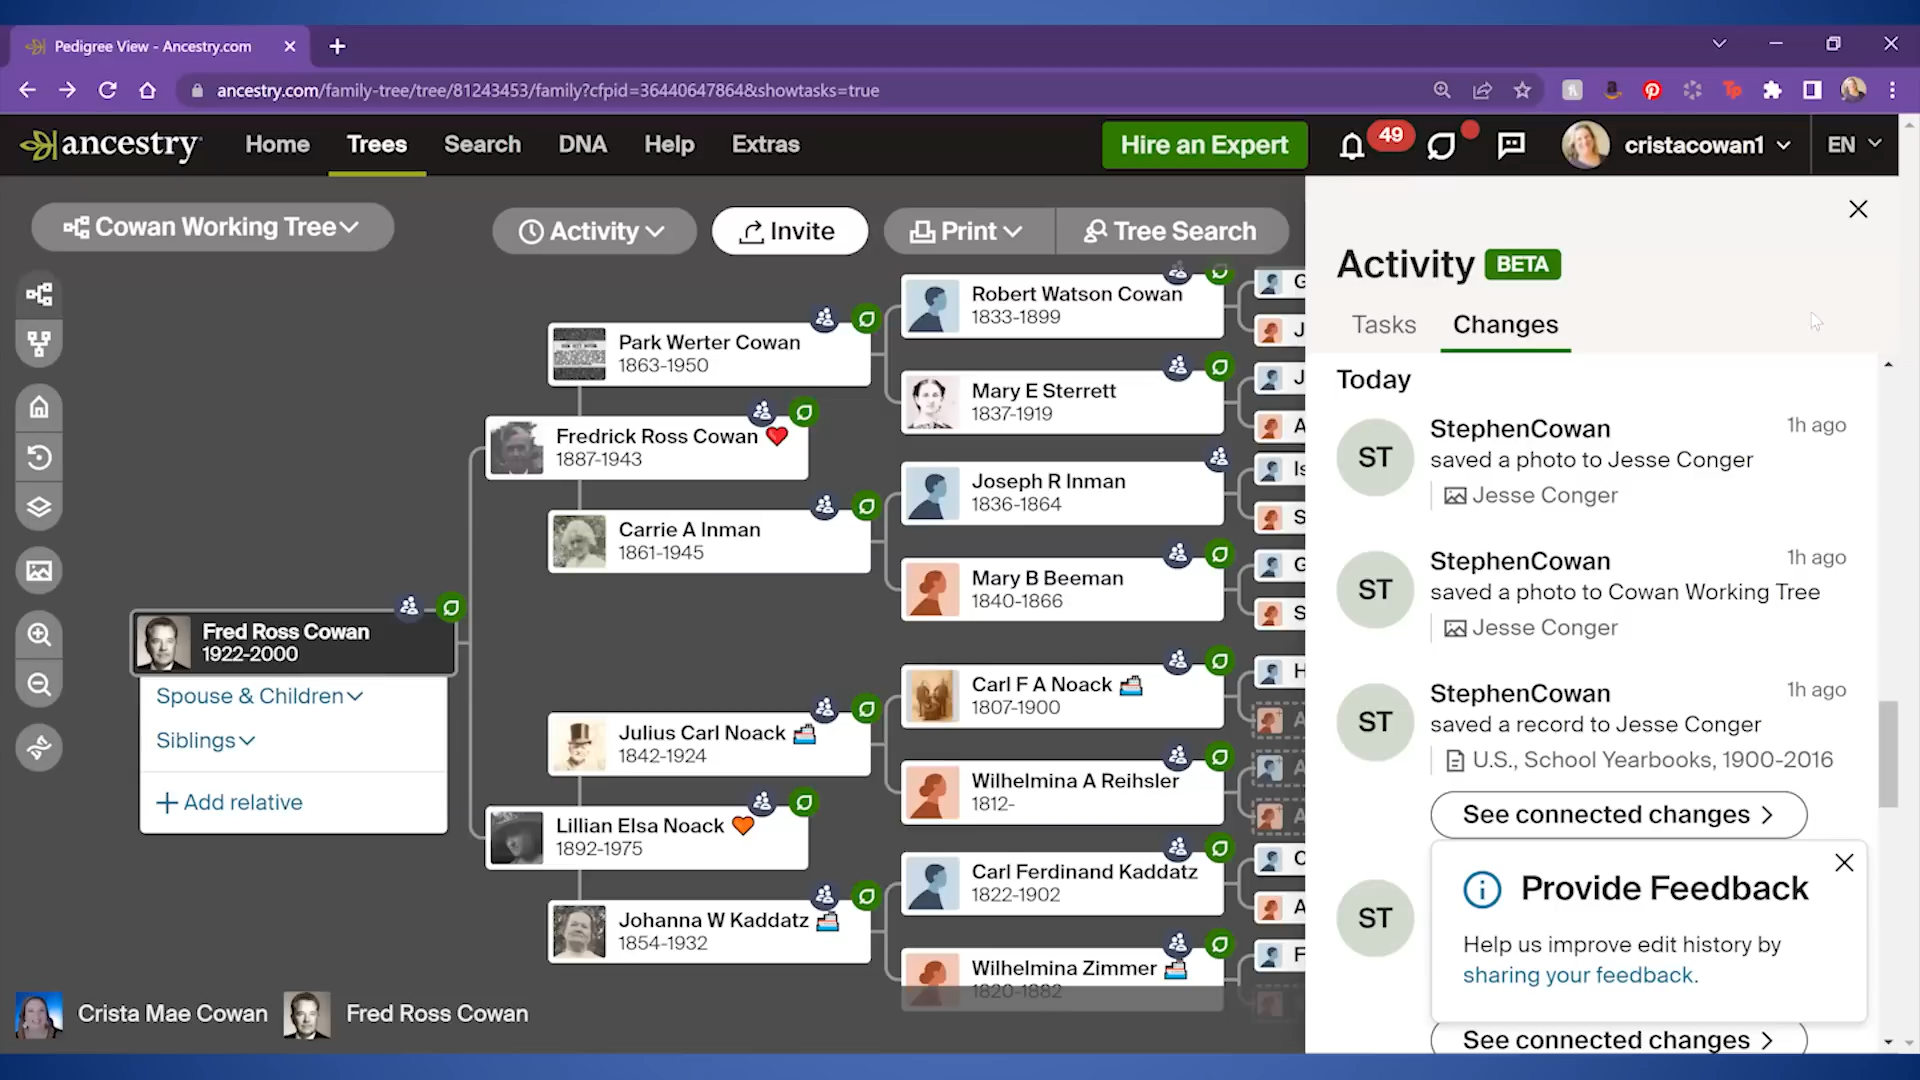 Pedigree View - Ancestry.com
ancestry.com/family-tree/tree/81243453/family?cfpid=36440647864&showtasks=true
ancestry
Home
Trees
Search
DNA
Help
Extras
Hire an Expert
49
cristacowan1
EN
Cowan Working Tree
Activity
Invite
Print
Tree Search
Fred Ross Cowan
1922-2000
Spouse & Children
Siblings
Add relative
Fredrick Ross Cowan
1887-1943
Lillian Elsa Noack
1892-1975
Park Werter Cowan
1863-1950
Carrie A Inman
1861-1945
Julius Carl Noack
1842-1924
Johanna W Kaddatz
1854-1932
Robert Watson Cowan
1833-1899
Mary E Sterrett
1837-1919
Joseph R Inman
1836-1864
Mary B Beeman
1840-1866
Carl F A Noack
1807-1900
Wilhelmina A Reihsler
1812-
Carl Ferdinand Kaddatz
1822-1902
Wilhelmina Zimmer
1820-1882
G
J
J
A
Is
S
G
S
H
A
A
A
C
A
F
Crista Mae Cowan
Fred Ross Cowan
Activity BETA
Tasks
Changes
Today
ST
StephenCowan
1h ago
saved a photo to Jesse Conger
Jesse Conger
ST
StephenCowan
1h ago
saved a photo to Cowan Working Tree
Jesse Conger
ST
StephenCowan
1h ago
saved a record to Jesse Conger
U.S., School Yearbooks, 1900-2016
See connected changes
ST
Provide Feedback
Help us improve edit history by
sharing your feedback.
See connected changes